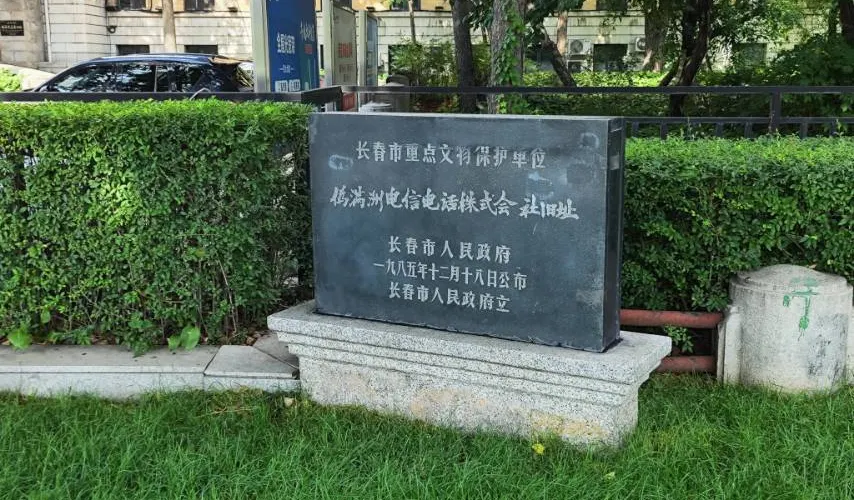 长春市重点文物保护单位
伪满洲电信电话株式会社旧址
长春市人民政府
一九八五年十二月十八日公布
长春市人民政府立